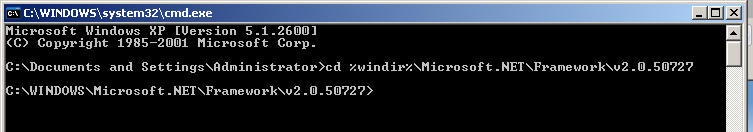 C:\WINDOWS\system32\cmd.exe
Microsoft Windows XP [Version 5.1.2600]
(C) Copyright 1985-2001 Microsoft Corp.
C:\Documents and Settings\Administrator>cd %windir%\Microsoft.NET\Framework\v2.0.50727
C:\WINDOWS\Microsoft.NET\Framework\v2.0.50727>